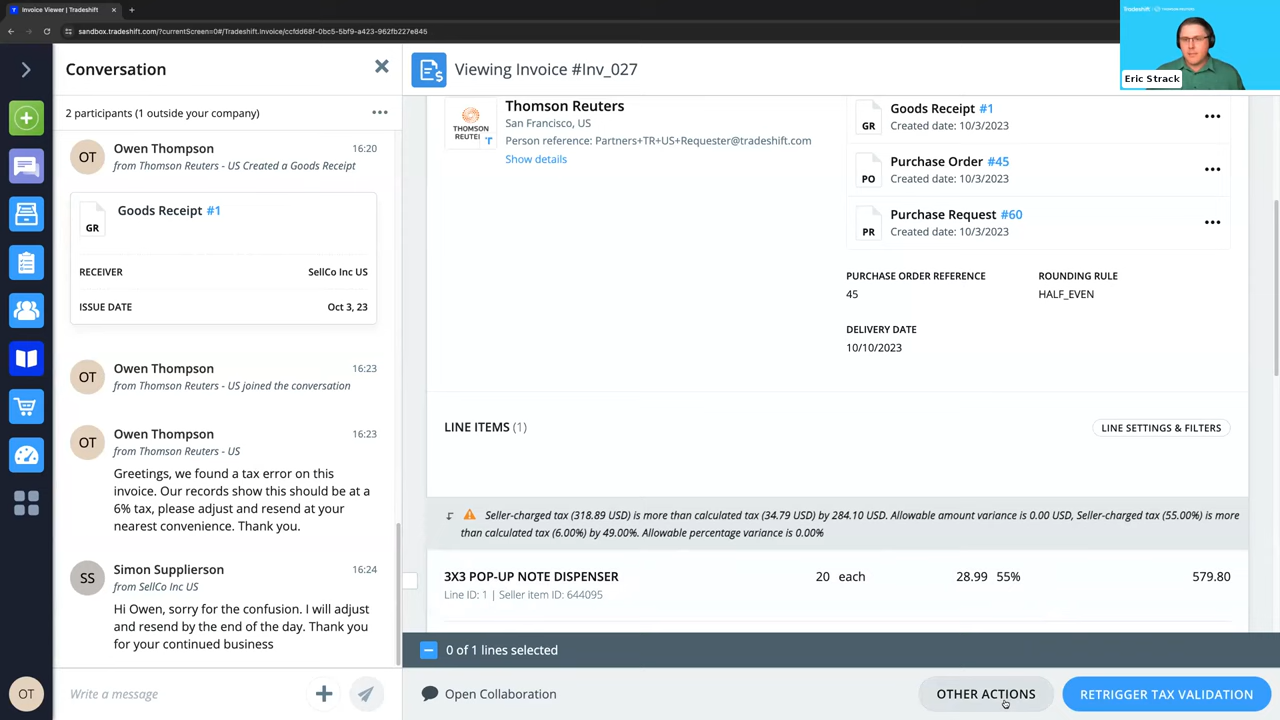 Invoice Viewer | Tradeshift
sandbox.tradeshift.com/?currentScreen=0#/Tradeshift.Invoice/ccfdd68f-0bc5-5bf9-a423-962fb227e845
Tradeshift THOMSON REUTERS
Eric Strack
Conversation
2 participants (1 outside your company)
OT
Owen Thompson 16:20
from Thomson Reuters - US Created a Goods Receipt
GR
Goods Receipt #1
RECEIVER SellCo Inc US
ISSUE DATE Oct 3, 23
OT
Owen Thompson 16:23
from Thomson Reuters - US joined the conversation
OT
Owen Thompson 16:23
from Thomson Reuters - US
Greetings, we found a tax error on this
invoice. Our records show this should be at a
6% tax, please adjust and resend at your
nearest convenience. Thank you.
SS
Simon Supplierson 16:24
from SellCo Inc US
Hi Owen, sorry for the confusion. I will adjust
and resend by the end of the day. Thank you
for your continued business
OT
Write a message
Viewing Invoice #Inv_027
THOMSON
REUTEI
Thomson Reuters
San Francisco, US
Person reference: Partners+TR+US+Requester@tradeshift.com
Show details
GR
Goods Receipt #1
Created date: 10/3/2023
PO
Purchase Order #45
Created date: 10/3/2023
PR
Purchase Request #60
Created date: 10/3/2023
PURCHASE ORDER REFERENCE ROUNDING RULE
45 HALF_EVEN
DELIVERY DATE
10/10/2023
LINE ITEMS (1) LINE SETTINGS & FILTERS
Seller-charged tax (318.89 USD) is more than calculated tax (34.79 USD) by 284.10 USD. Allowable amount variance is 0.00 USD, Seller-charged tax (55.00%) is more
than calculated tax (6.00%) by 49.00%. Allowable percentage variance is 0.00%
3X3 POP-UP NOTE DISPENSER 20 each 28.99 55% 579.80
Line ID: 1 | Seller item ID: 644095
0 of 1 lines selected
Open Collaboration OTHER ACTIONS RETRIGGER TAX VALIDATION